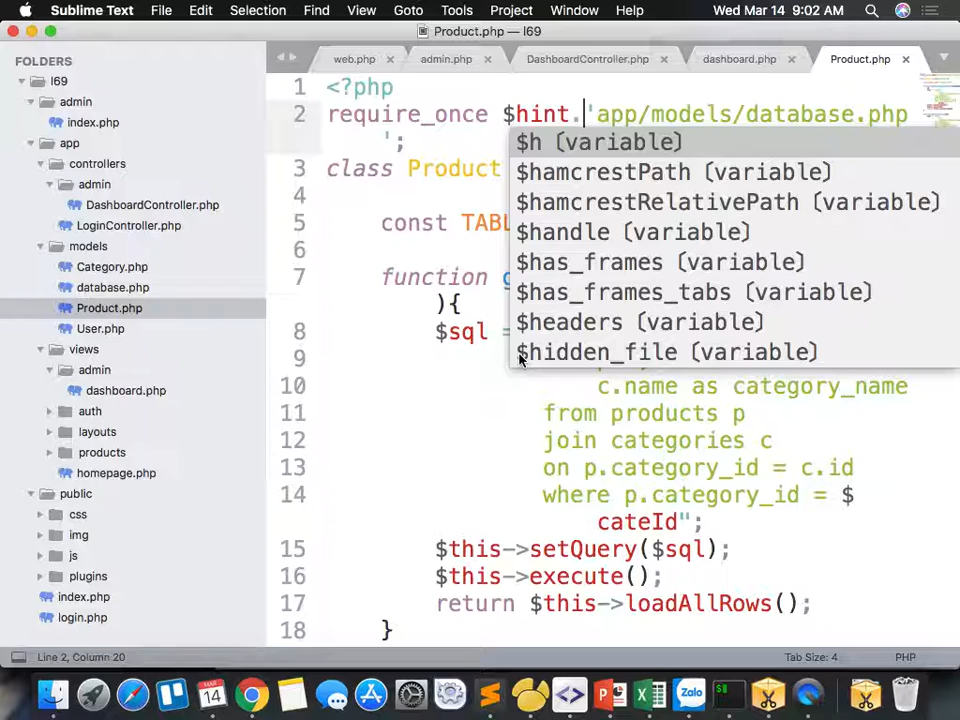 Sublime Text File Edit Selection Find View Goto Tools Project Window Help Wed Mar 14 9:02 AM
Product.php — l69
FOLDERS
l69
admin
index.php
app
controllers
admin
DashboardController.php
LoginController.php
models
Category.php
database.php
Product.php
User.php
views
admin
dashboard.php
auth
layouts
products
homepage.php
public
css
img
js
plugins
index.php
login.php
web.php × admin.php × DashboardController.php × dashboard.php × Product.php ×
1 <?php
2 require_once $hint.'app/models/database.php
';
3 class Product
4
5 const TABL
6
7 function g
){
8 $sql =
9
10 c.name as category_name
11 from products p
12 join categories c
13 on p.category_id = c.id
14 where p.category_id = $
cateId";
15 $this->setQuery($sql);
16 $this->execute();
17 return $this->loadAllRows();
18 }
$h (variable)
$hamcrestPath (variable)
$hamcrestRelativePath (variable)
$handle (variable)
$has_frames (variable)
$has_frames_tabs (variable)
$headers (variable)
$hidden_file (variable)
Line 2, Column 20 Tab Size: 4 PHP
14
Zalo